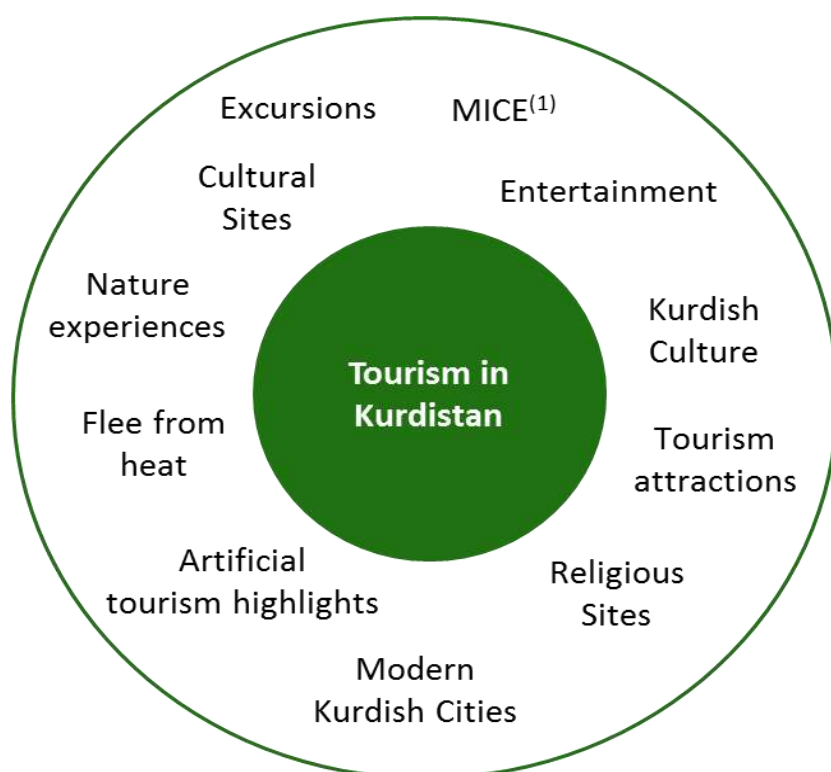 Excursions
MICE(1)
Cultural
Sites
Entertainment
Nature
experiences
Kurdish
Culture
Tourism in
Kurdistan
Flee from
heat
Tourism
attractions
Artificial
tourism highlights
Religious
Sites
Modern
Kurdish Cities